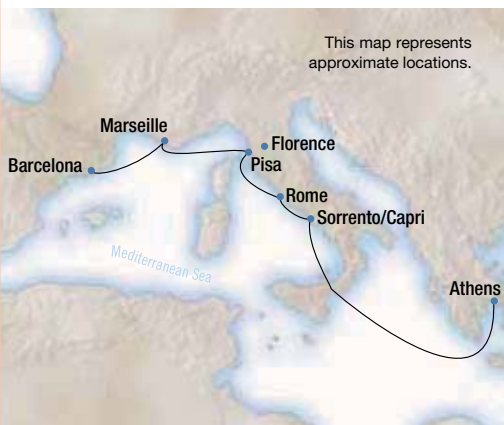 This map represents
approximate locations.
Marseille
Florence
Barcelona
Pisa
Rome
Sorrento/Capri
Mediterranean Sea
Athens